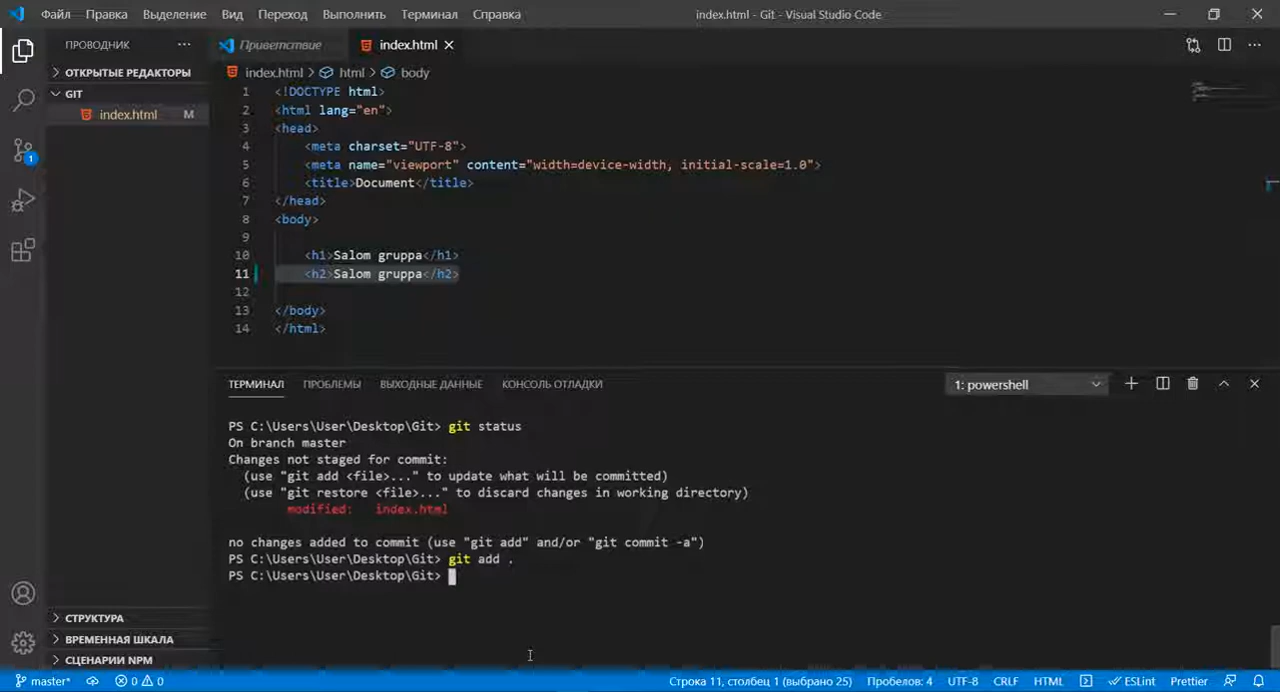 Файл Правка Выделение Вид Переход Выполнить Терминал Справка index.html - Git - Visual Studio Code
ПРОВОДНИК
Приветствие index.html
ОТКРЫТЫЕ РЕДАКТОРЫ
index.html > html > body
GIT
index.html M
1 <!DOCTYPE html>
2 <html lang="en">
3 <head>
4 <meta charset="UTF-8">
5 <meta name="viewport" content="width=device-width, initial-scale=1.0">
6 <title>Document</title>
7 </head>
8 <body>
9
10 <h1>Salom gruppa</h1>
11 <h2>Salom gruppa</h2>
12
13 </body>
14 </html>
1
ТЕРМИНАЛ ПРОБЛЕМЫ ВЫХОДНЫЕ ДАННЫЕ КОНСОЛЬ ОТЛАДКИ 1: powershell
PS C:\Users\User\Desktop\Git> git status
On branch master
Changes not staged for commit:
(use "git add <file>..." to update what will be committed)
(use "git restore <file>..." to discard changes in working directory)
modified: index.html
no changes added to commit (use "git add" and/or "git commit -a")
PS C:\Users\User\Desktop\Git> git add .
PS C:\Users\User\Desktop\Git>
СТРУКТУРА
ВРЕМЕННАЯ ШКАЛА
СЦЕНАРИИ NPM
master* 0 0 Строка 11, столбец 1 (выбрано 25) Пробелов: 4 UTF-8 CRLF HTML ESLint Prettier